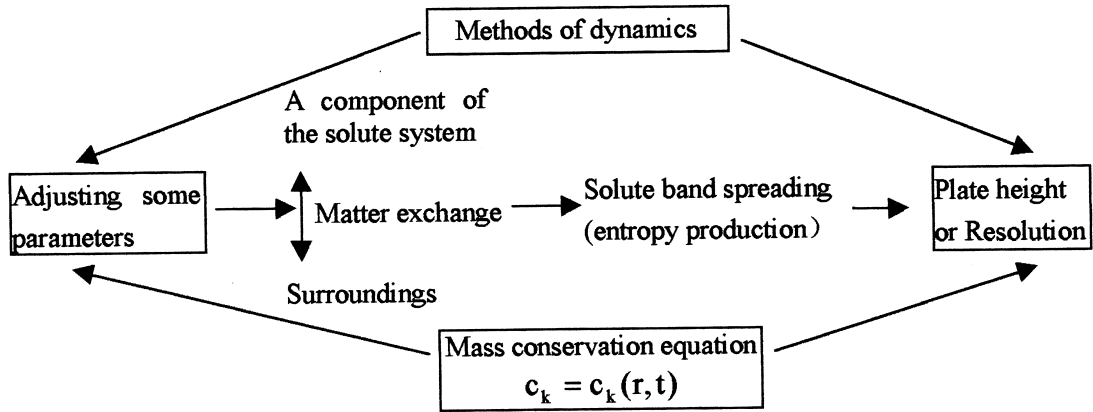 Methods of dynamics
A component of
the solute system
Adjusting some
parameters
Matter exchange
Solute band spreading
(entropy production）
Plate height
or Resolution
Surroundings
Mass conservation equation
c_k = c_k(r,t)